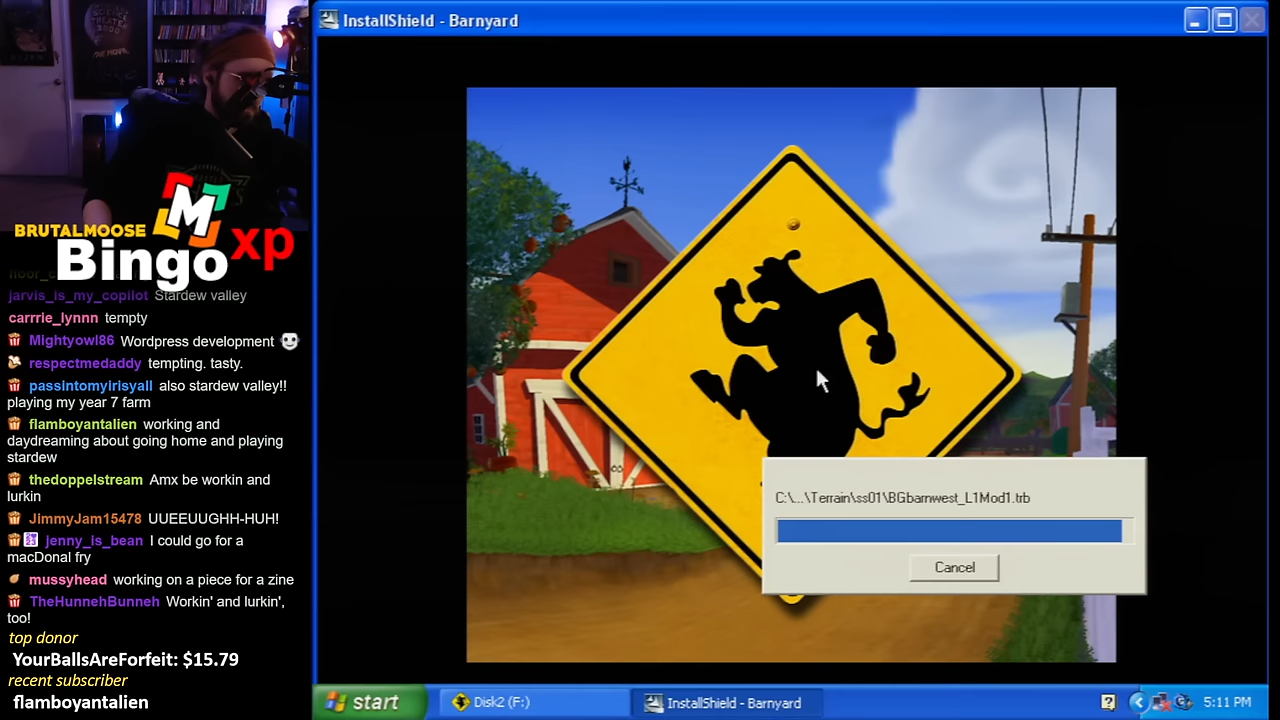 InstallShield - Barnyard
BRUTALMOOSE
M
Bingo xp
jarvis_is_my_copilot Stardew valley
carrrie_lynnn tempty
Mightyowl86 Wordpress development
respectmedaddy tempting. tasty.
passintomyirisyall also stardew valley!!
playing my year 7 farm
flamboyantalien working and
daydreaming about going home and playing
stardew
thedoppelstream Amx be workin and
lurkin
JimmyJam15478 UUEEUUGHH-HUH!
jenny_is_bean I could go for a
macDonal fry
mussyhead working on a piece for a zine
TheHunnehBunneh Workin' and lurkin',
too!
top donor
YourBallsAreForfeit: $15.79
recent subscriber
flamboyantalien
C:\...\Terrain\ss01\BGbarnwest_L1Mod1.trb
Cancel
start
Disk2 (F:)
InstallShield - Barnyard
5:11 PM